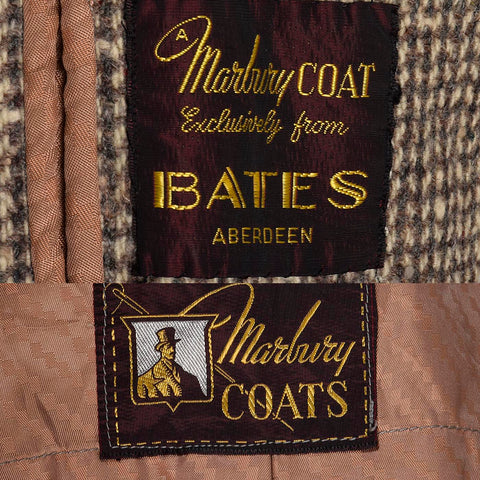 A
Marbury COAT
Exclusively from
BATES
ABERDEEN
Marbury
COATS